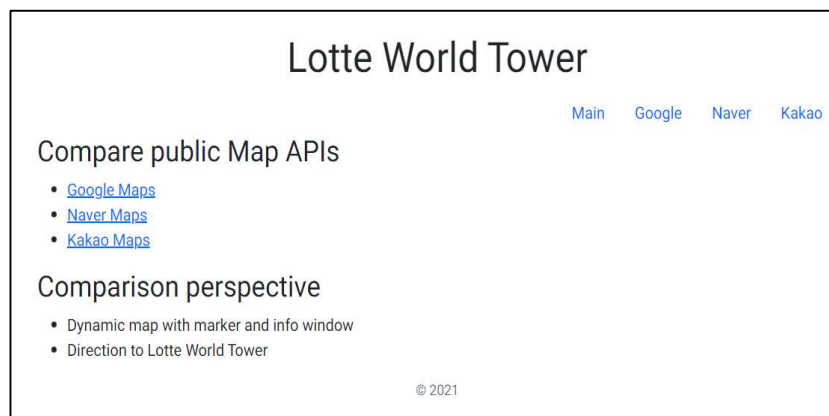 Lotte World Tower
Main Google Naver Kakao
Compare public Map APIs
Google Maps
Naver Maps
Kakao Maps
Comparison perspective
Dynamic map with marker and info window
Direction to Lotte World Tower
© 2021